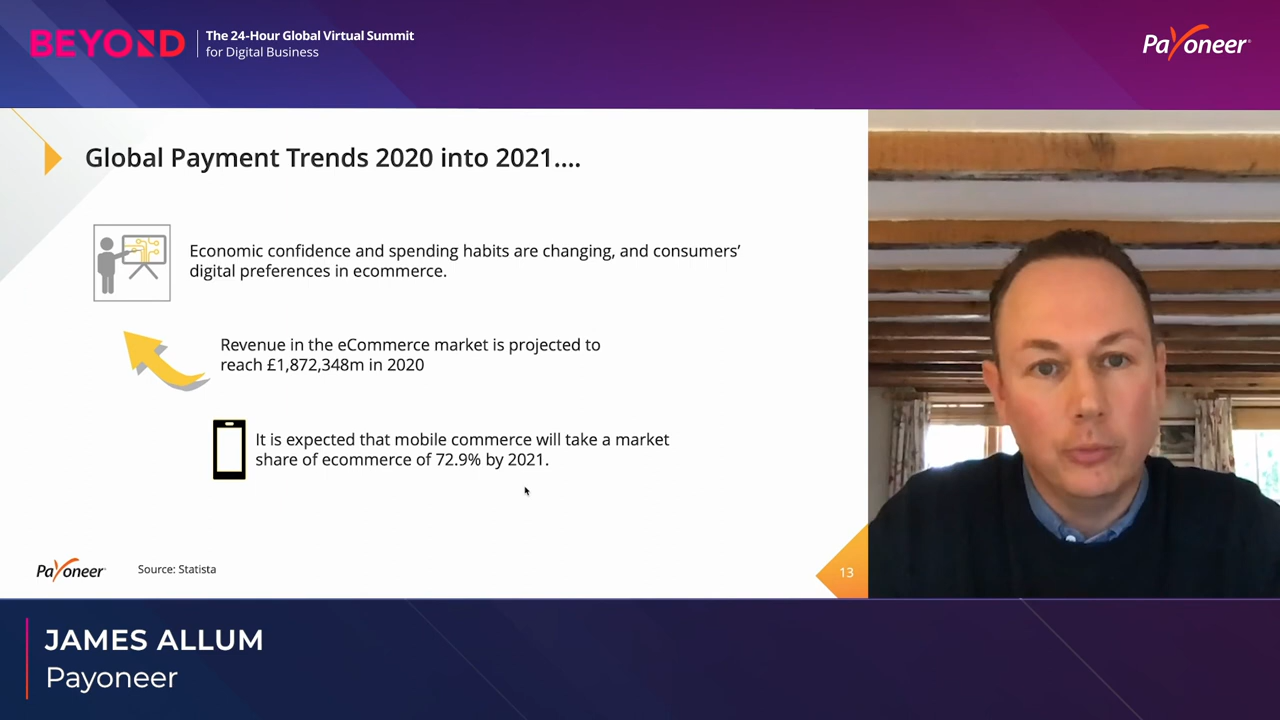 BEYOND
The 24-Hour Global Virtual Summit
for Digital Business
Payoneer
Global Payment Trends 2020 into 2021....
Economic confidence and spending habits are changing, and consumers’
digital preferences in ecommerce.
Revenue in the eCommerce market is projected to
reach £1,872,348m in 2020
It is expected that mobile commerce will take a market
share of ecommerce of 72.9% by 2021.
Payoneer
Source: Statista
13
JAMES ALLUM
Payoneer